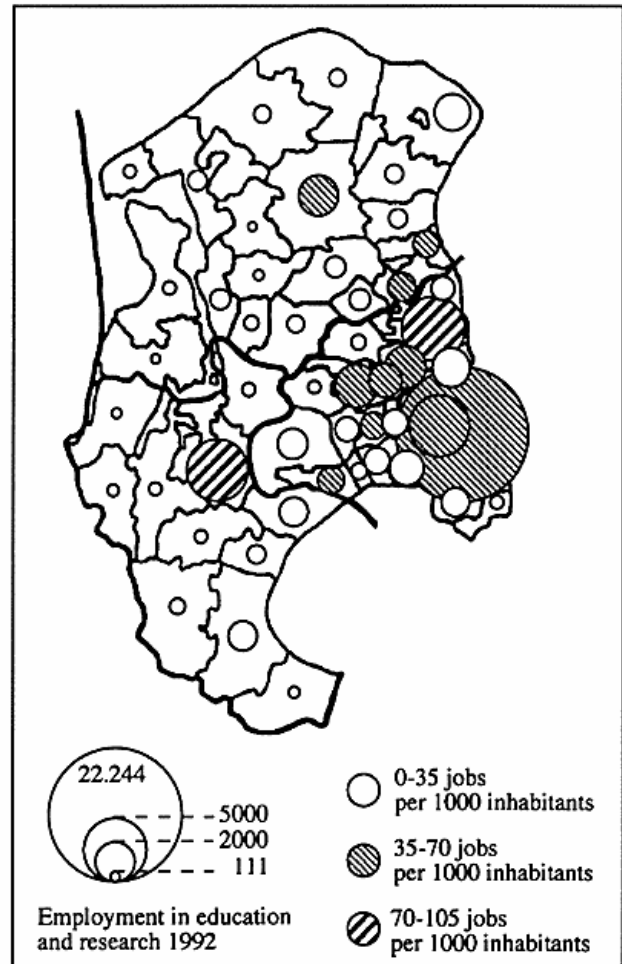 22.244
5000
2000
111
Employment in education
and research 1992
0-35 jobs
per 1000 inhabitants
35-70 jobs
per 1000 inhabitants
70-105 jobs
per 1000 inhabitants